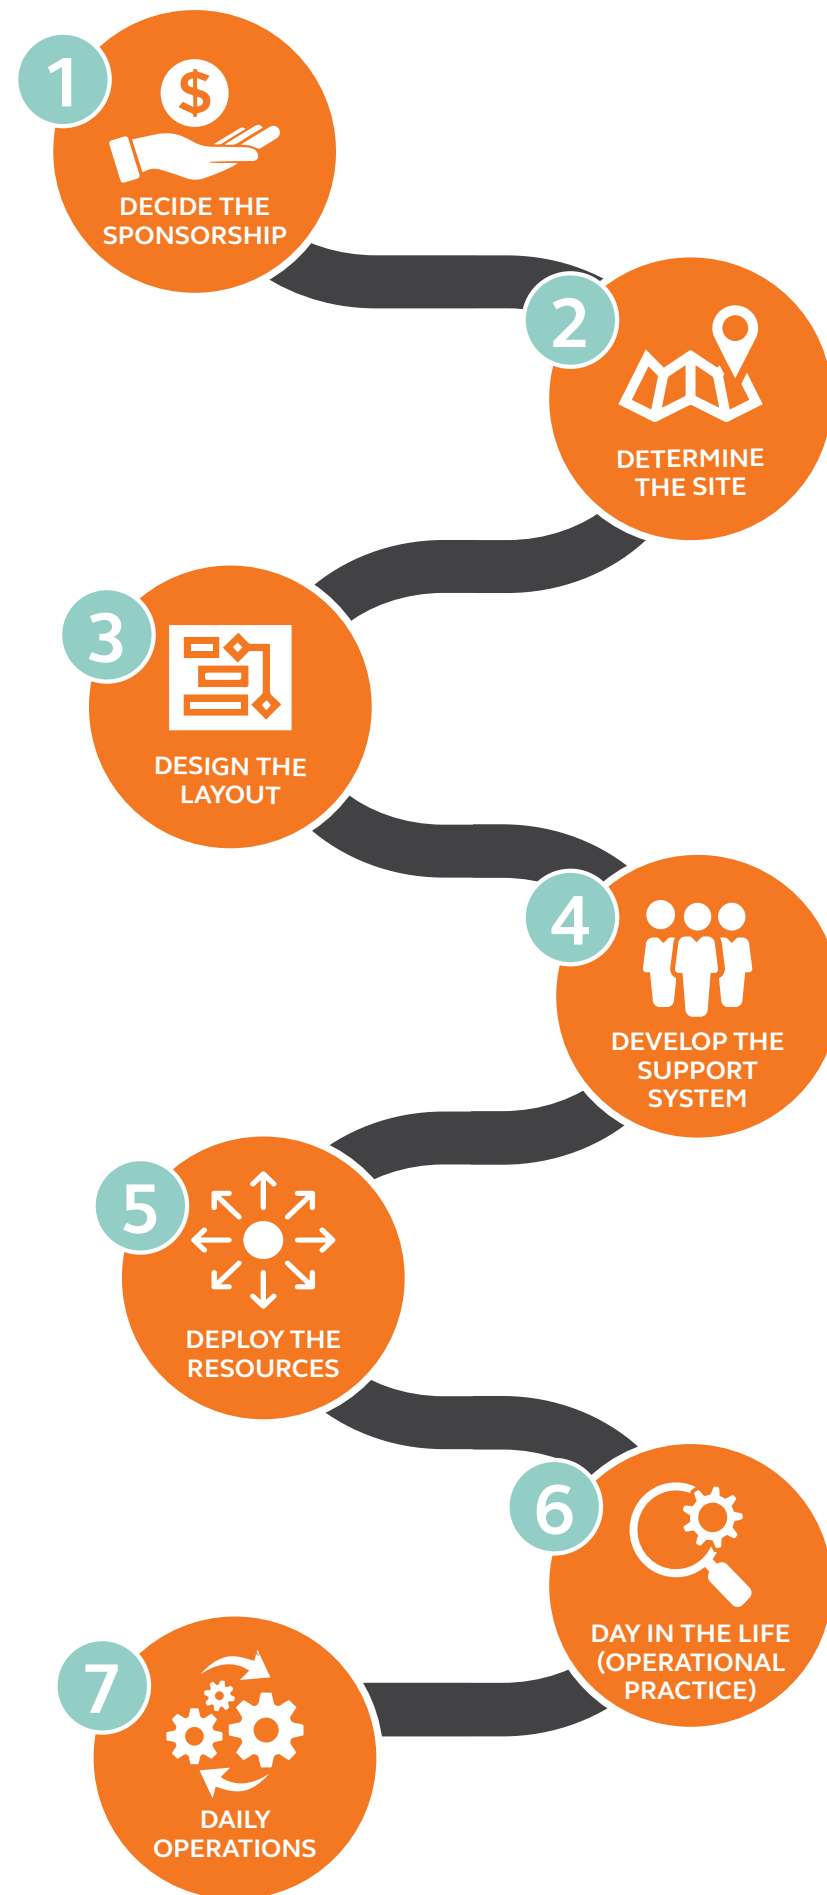 1
$
DECIDE THE
SPONSORSHIP
2
DETERMINE
THE SITE
3
DESIGN THE
LAYOUT
4
DEVELOP THE
SUPPORT
SYSTEM
5
DEPLOY THE
RESOURCES
6
DAY IN THE LIFE
(OPERATIONAL
PRACTICE)
7
DAILY
OPERATIONS